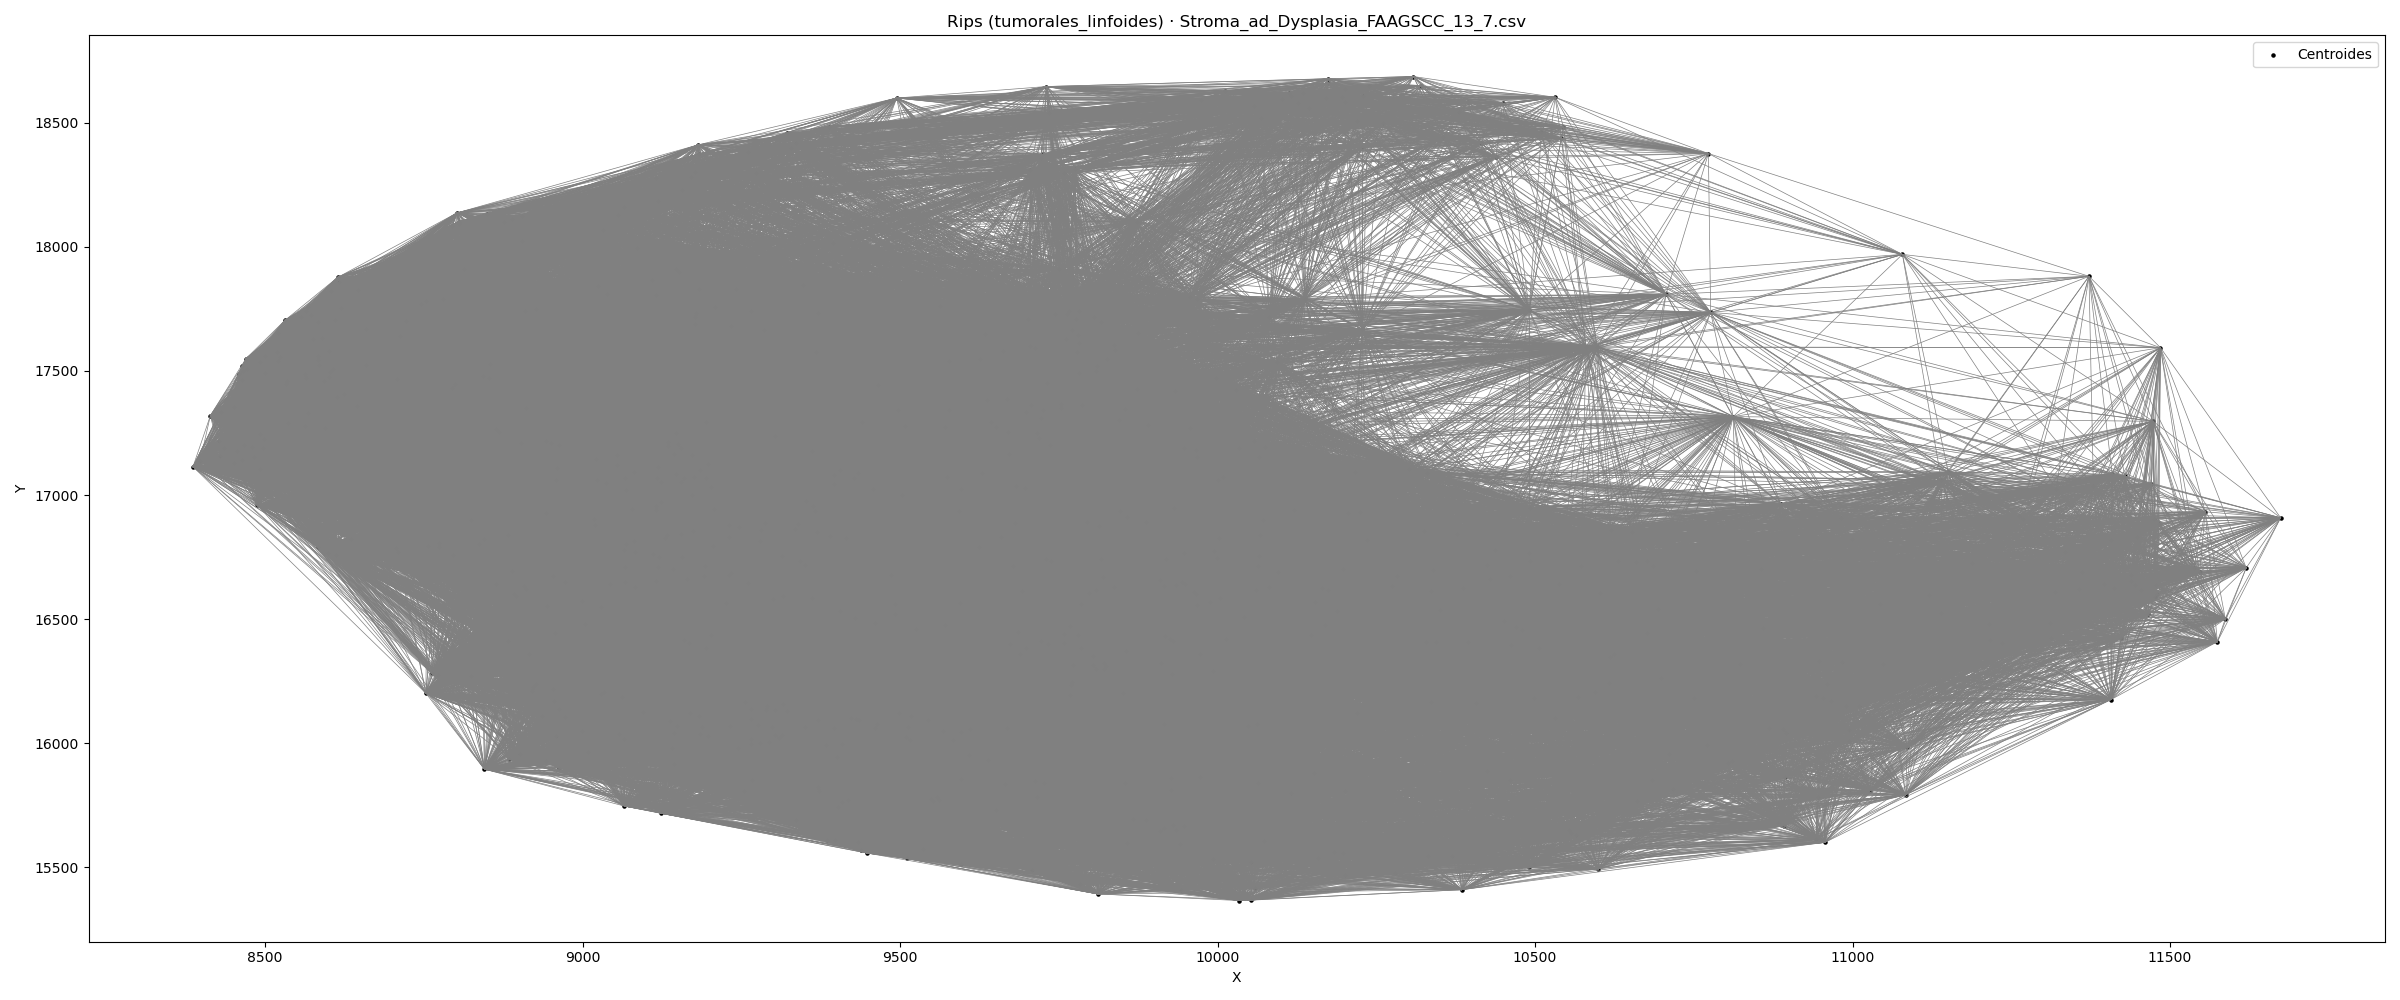 Rips (tumorales_linfoides) · Stroma_ad_Dysplasia_FAAGSCC_13_7.csv
Centroides
18500
18000
17500
17000
16500
16000
15500
Y
8500 9000 9500 10000 10500 11000 11500
X